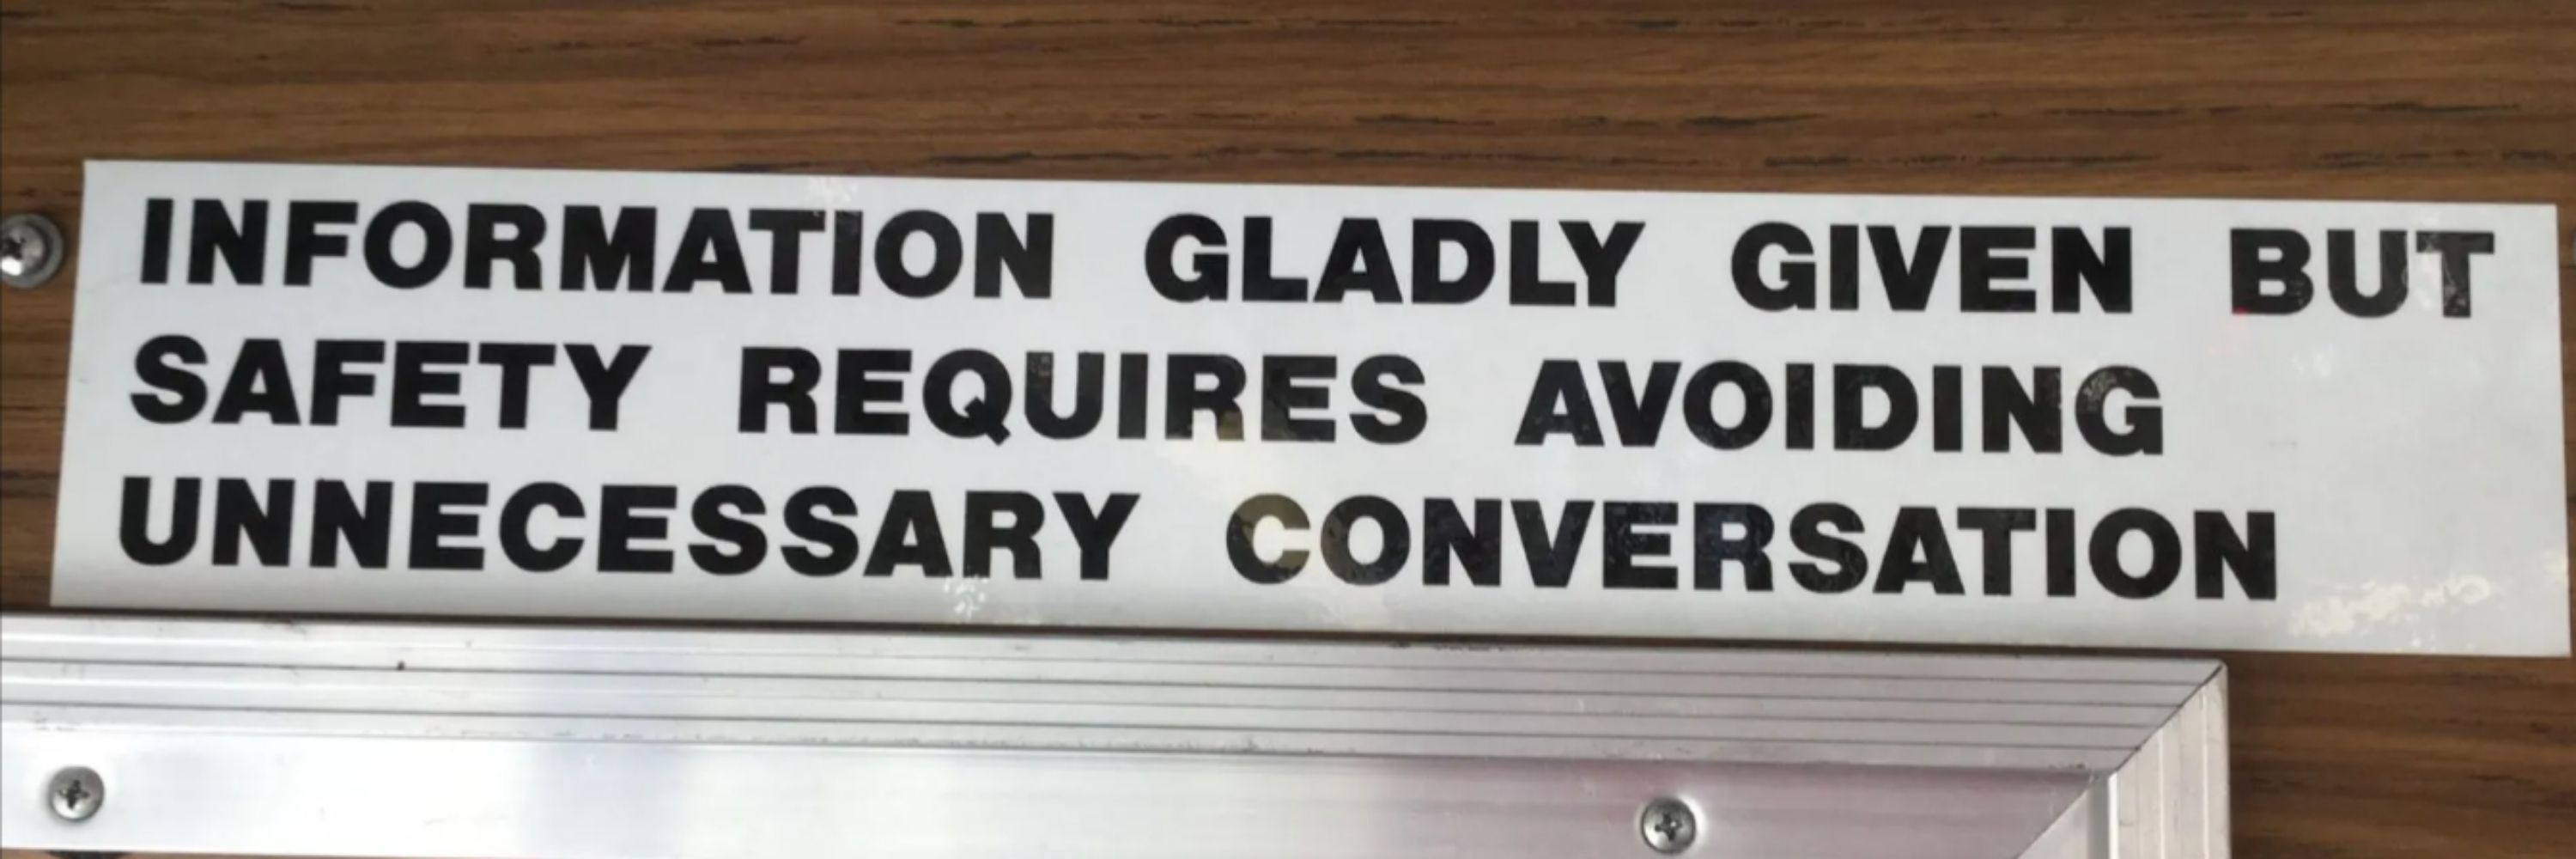 INFORMATION GLADLY GIVEN BUT
SAFETY REQUIRES AVOIDING
UNNECESSARY CONVERSATION